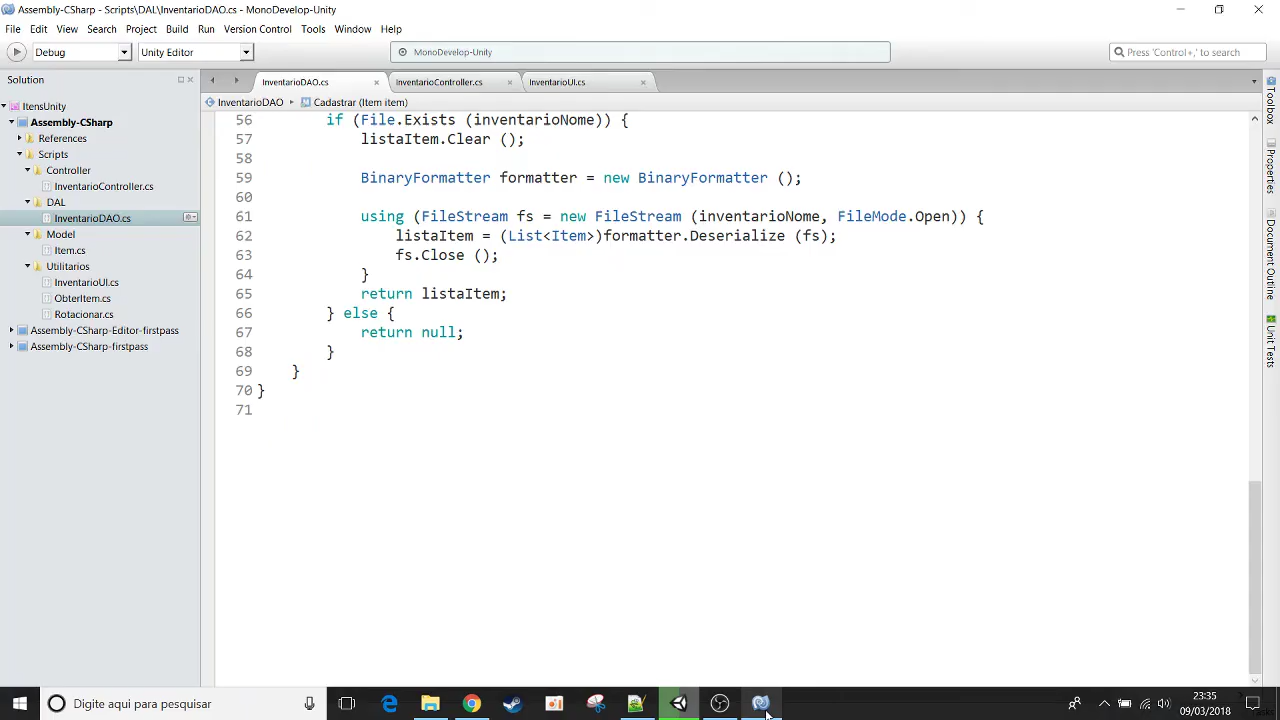 Assembly-CSharp - Scripts\DAL\InventarioDAO.cs - MonoDevelop-Unity
File Edit View Search Project Build Run Version Control Tools Window Help
Debug Unity Editor MonoDevelop-Unity Press 'Control+,' to search
Solution
InventarioDAO.cs InventarioController.cs InventarioUI.cs
InventarioDAO Cadastrar (Item item)
ItensUnity
Assembly-CSharp
References
Scripts
Controller
InventarioController.cs
DAL
InventarioDAO.cs
Model
Item.cs
Utilitarios
InventarioUI.cs
ObterItem.cs
Rotacionar.cs
Assembly-CSharp-Editor-firstpass
Assembly-CSharp-firstpass
56 if (File.Exists (inventarioNome)) {
57 listaItem.Clear ();
58
59 BinaryFormatter formatter = new BinaryFormatter ();
60
61 using (FileStream fs = new FileStream (inventarioNome, FileMode.Open)) {
62 listaItem = (List<Item>)formatter.Deserialize (fs);
63 fs.Close ();
64 }
65 return listaItem;
66 } else {
67 return null;
68 }
69 }
70 }
71
Toolbox
Properties
Document Outline
Unit Tests
Digite aqui para pesquisar
23:35
09/03/2018